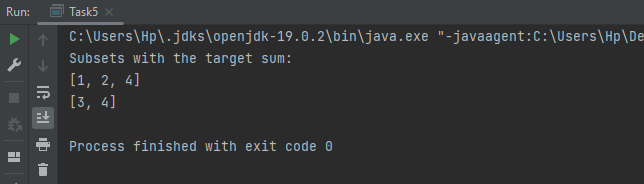 Run: Task5
C:\Users\Hp\.jdks\openjdk-19.0.2\bin\java.exe "-javaagent:C:\Users\Hp\De
Subsets with the target sum:
[1, 2, 4]
[3, 4]
Process finished with exit code 0